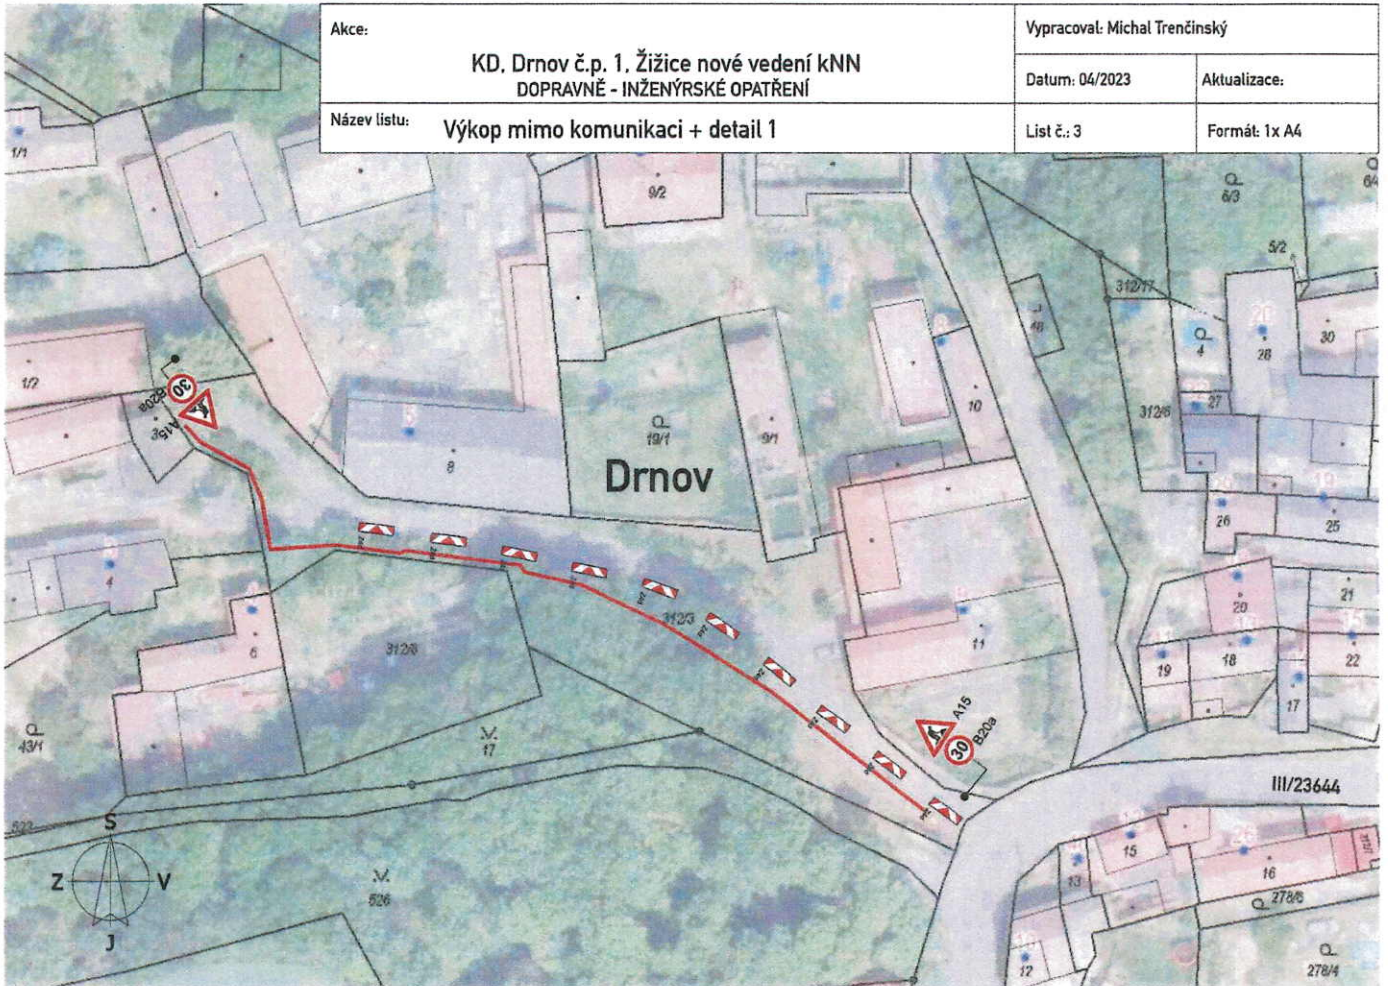 Akce:
KD, Drnov č.p. 1, Žižice nové vedení kNN
DOPRAVNĚ - INŽENÝRSKÉ OPATŘENÍ
Název listu:
Výkop mimo komunikaci + detail 1
Vypracoval: Michal Trenčinský
Datum: 04/2023
Aktualizace:
List č.: 3
Formát: 1x A4
1/1
9/2
6/3
5/2
312/17
48
4
28
30
1/2
30
B20a
A15
3
8
19/1
Drnov
9/1
10
312/6
27
26
25
4
6
312/8
312/3
11
20
21
19
18
22
17
43/1
17
A15
30
B20a
III/23644
522
S
Z
V
J
526
15
13
16
278/6
12
278/4